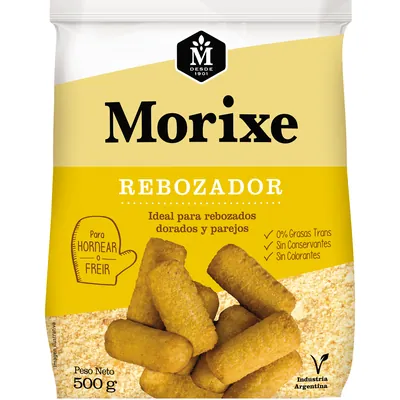 M
DESDE
1901
Morixe
REBOZADOR
Ideal para rebozados
dorados y parejos
Para
HORNEAR
o
FREIR
0% Grasas Trans
Sin Conservantes
Sin Colorantes
Peso Neto
500 g
Industria
Argentina